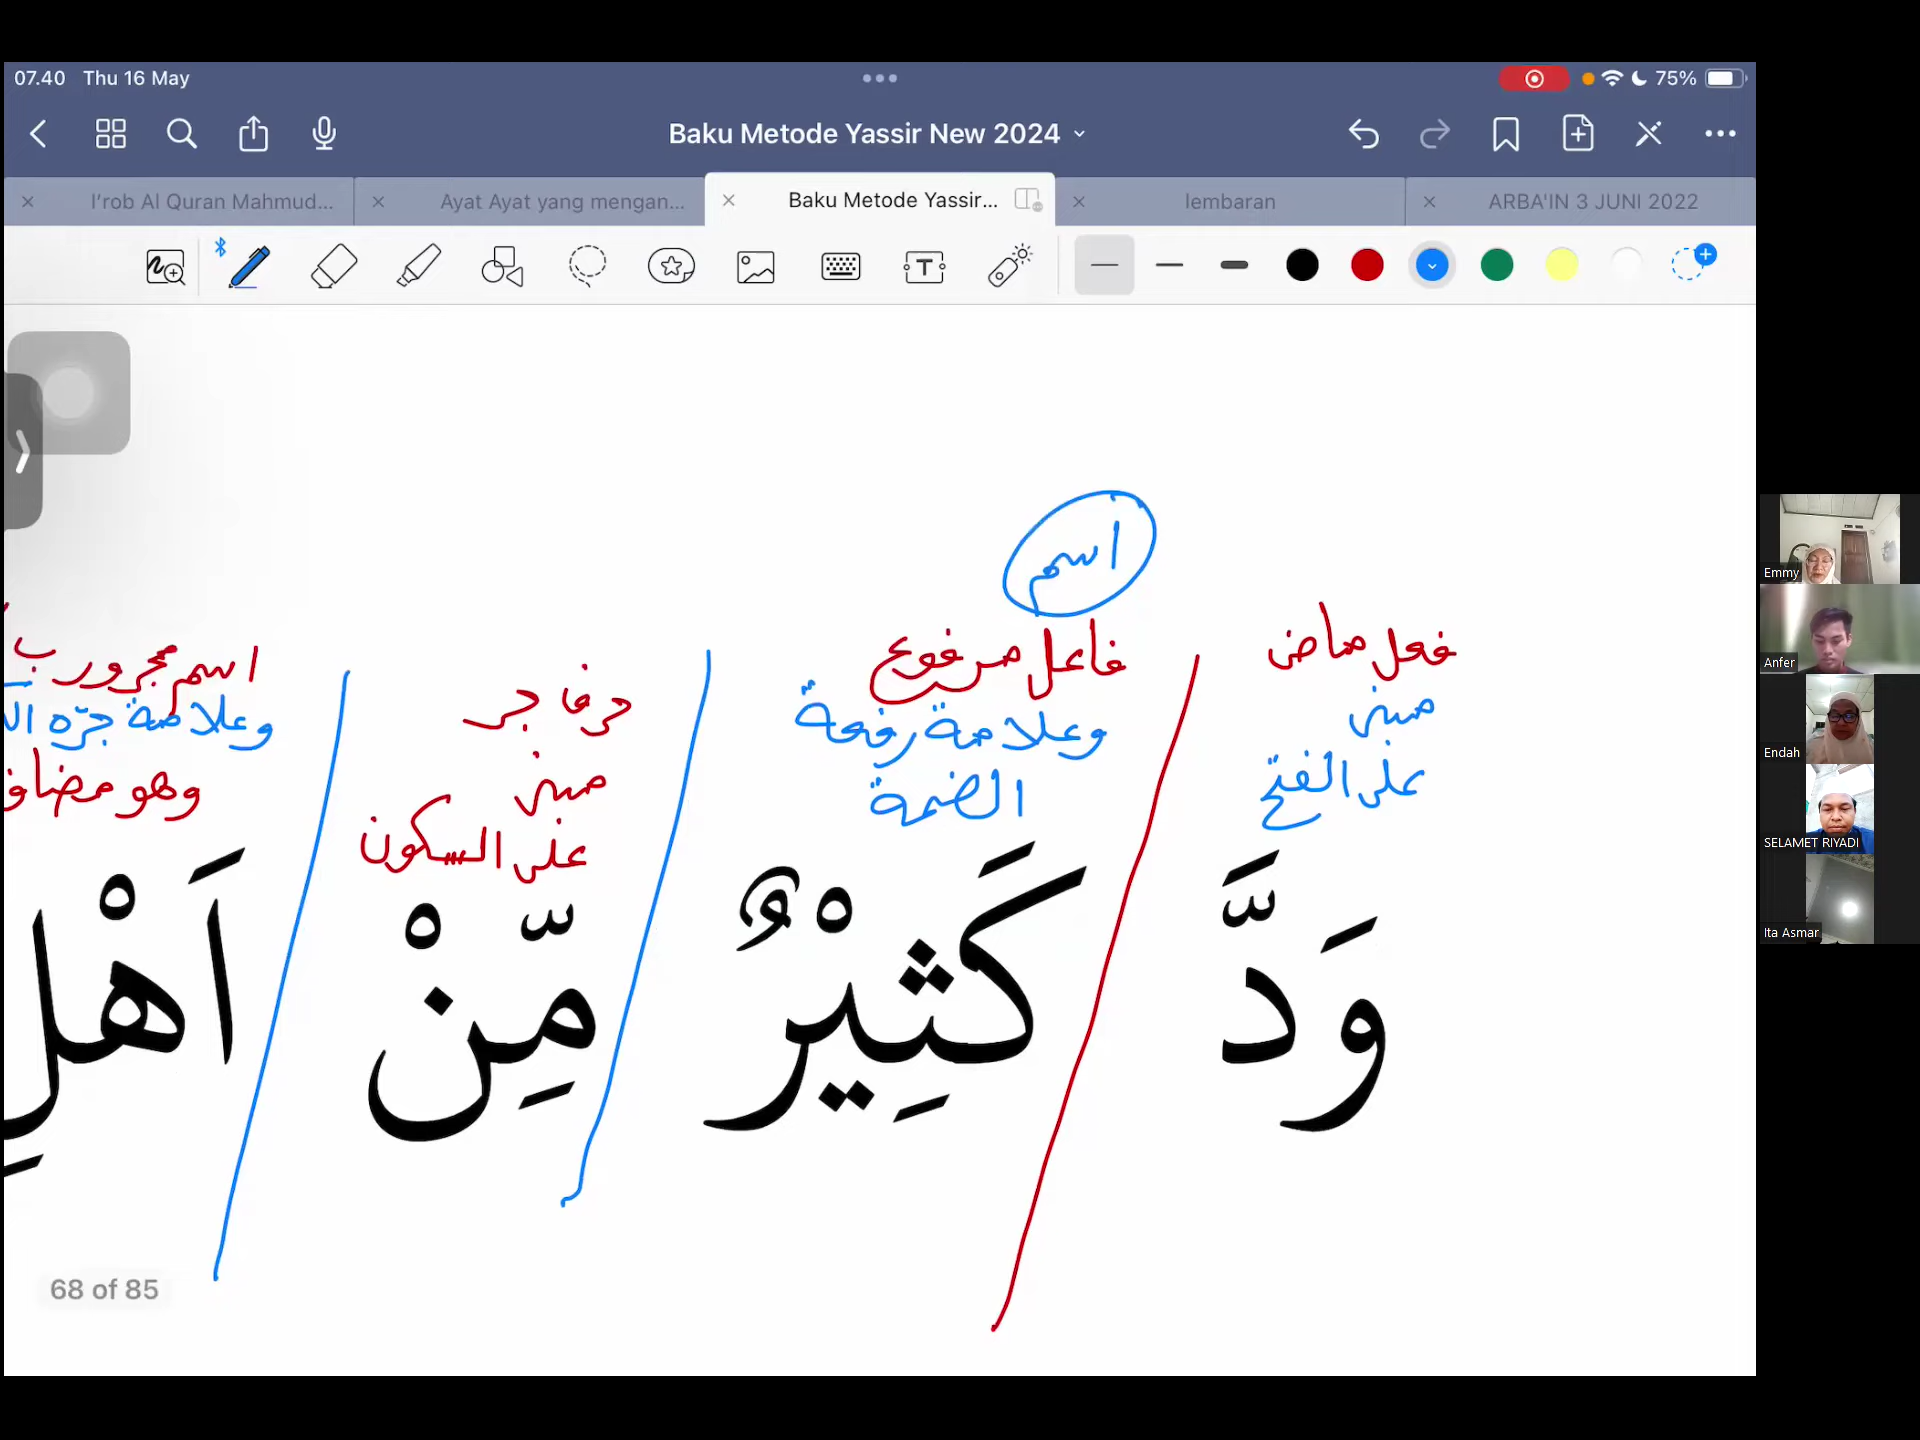 07.40 Thu 16 May
75%
Baku Metode Yassir New 2024
I'rob Al Quran Mahmud...
Ayat Ayat yang mengan...
Baku Metode Yassir...
lembaran
ARBA'IN 3 JUNI 2022
T
اسم
فعل ماض
مبني
على الفتح
فاعل مرفوع
وعلامة رفعة
الضمة
حرف جر
مبني
على السكون
اسم مجرور ب
وعلامة جرّه ال
وهو مضاف
وَدَّ كَثِيْرٌ مِّنْ اَهْلِ
68 of 85
Emmy
Anfer
Endah
SELAMET RIYADI
Ita Asmar